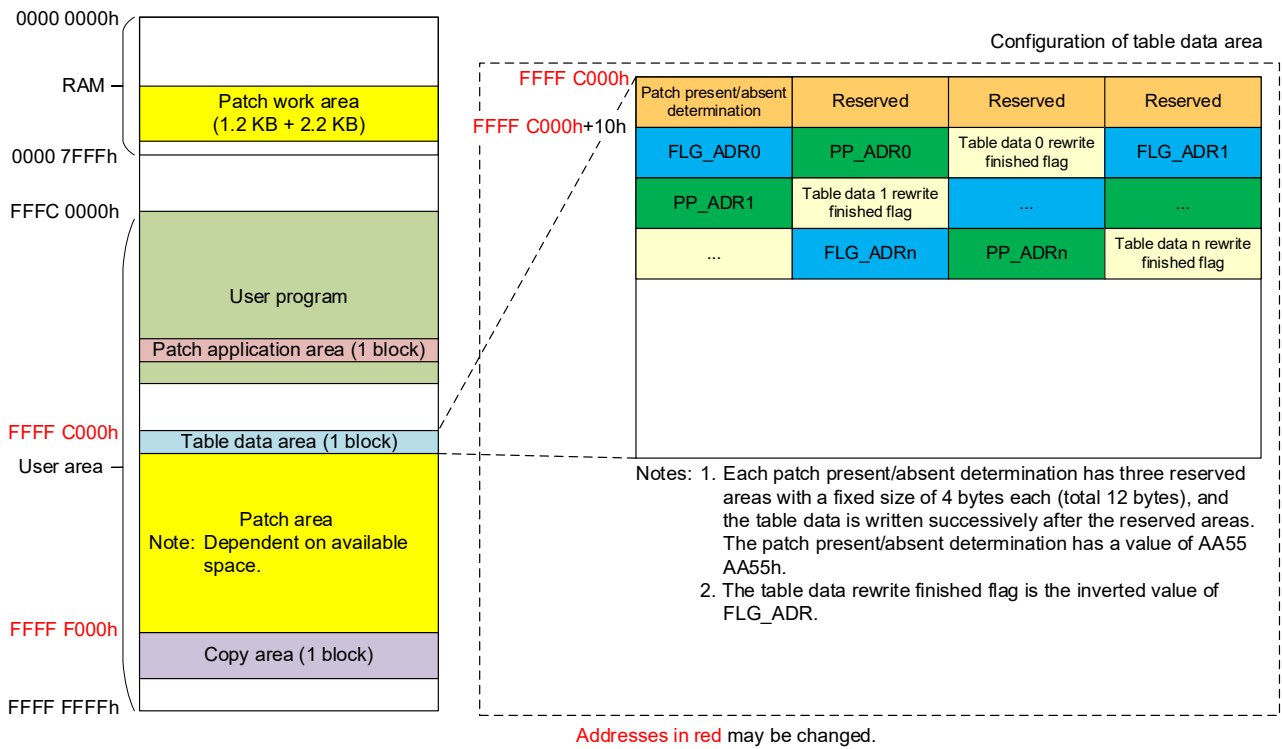 0000 0000h
RAM
Patch work area
(1.2 KB + 2.2 KB)
0000 7FFFh
FFFC 0000h
User program
Patch application area (1 block)
FFFF C000h
Table data area (1 block)
User area
Patch area
Note: Dependent on available
space.
FFFF F000h
Copy area (1 block)
FFFF FFFFh
Configuration of table data area
FFFF C000h
FFFF C000h+10h
Patch present/absent
determination
Reserved
Reserved
Reserved
FLG_ADR0
PP_ADR0
Table data 0 rewrite
finished flag
FLG_ADR1
PP_ADR1
Table data 1 rewrite
finished flag
...
...
...
FLG_ADRn
PP_ADRn
Table data n rewrite
finished flag
Notes: 1. Each patch present/absent determination has three reserved
areas with a fixed size of 4 bytes each (total 12 bytes), and
the table data is written successively after the reserved areas.
The patch present/absent determination has a value of AA55
AA55h.
2. The table data rewrite finished flag is the inverted value of
FLG_ADR.
Addresses in red may be changed.